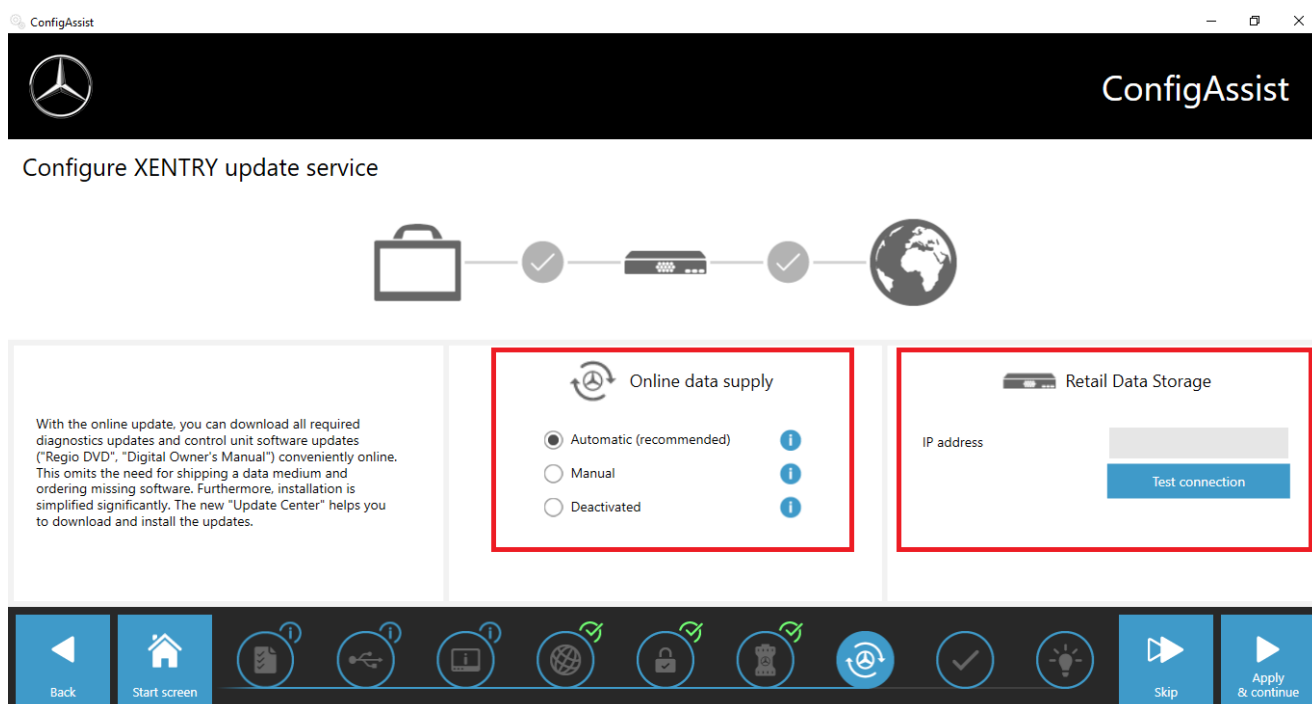 ConfigAssist
ConfigAssist
Configure XENTRY update service
With the online update, you can download all required
diagnostics updates and control unit software updates
("Regio DVD", "Digital Owner's Manual") conveniently online.
This omits the need for shipping a data medium and
ordering missing software. Furthermore, installation is
simplified significantly. The new "Update Center" helps you
to download and install the updates.
Online data supply
Automatic (recommended)
Manual
Deactivated
Retail Data Storage
IP address
Test connection
Back
Start screen
Skip
Apply
& continue